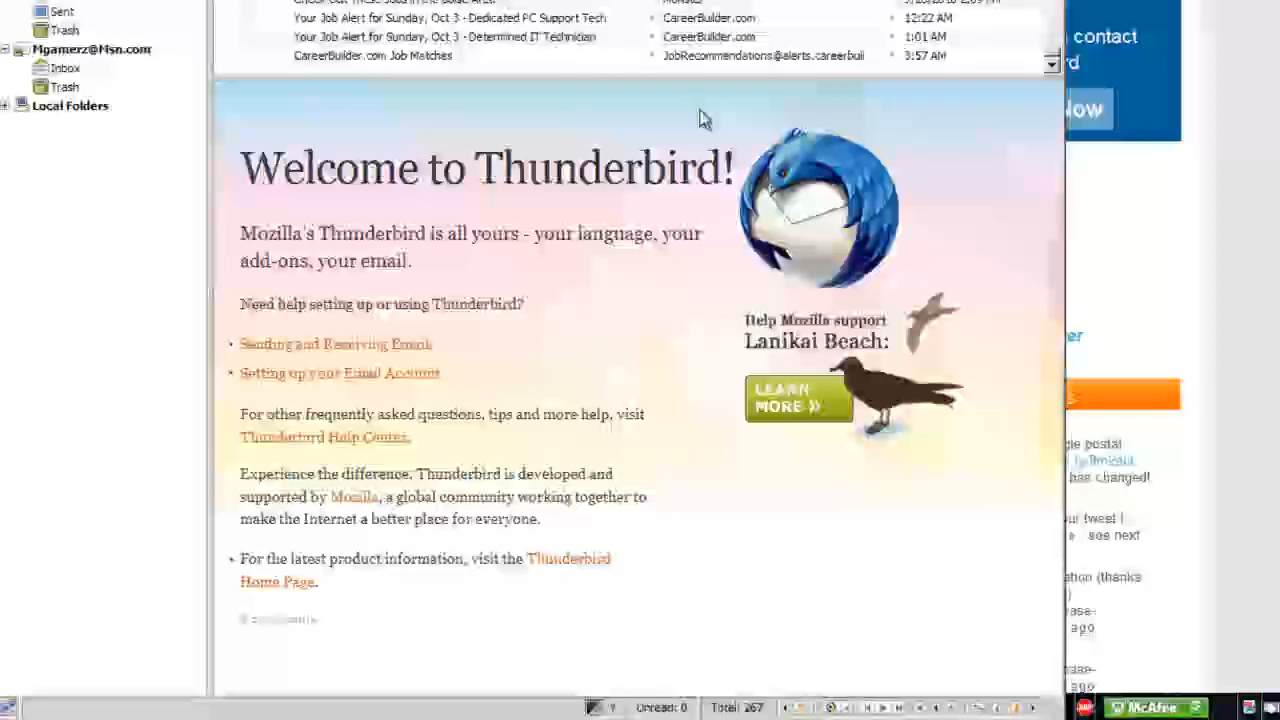 Sent
Your Job Alert for Sunday, Oct 3 - Dedicated PC Support Tech CareerBuilder.com 12:22 AM
Trash
Your Job Alert for Sunday, Oct 3 - Determined IT Technician CareerBuilder.com 1:01 AM
Mgamerz@Msn.com
CareerBuilder.com Job Matches JobRecommendations@alerts.careerbuil 3:57 AM
Inbox
Trash
Local Folders
contact
Now
Welcome to Thunderbird!
Mozilla's Thunderbird is all yours - your language, your
add-ons, your email.
Need help setting up or using Thunderbird?
Sending and Receiving Emails
Setting up your Email Account
For other frequently asked questions, tips and more help, visit
Thunderbird Help Center.
Experience the difference. Thunderbird is developed and
supported by Mozilla, a global community working together to
make the Internet a better place for everyone.
For the latest product information, visit the Thunderbird
Home Page.
Help Mozilla support
Lanikai Beach:
LEARN
MORE »
postal
has changed!
tweet
see next
(thanks
ago
ago
Unread: 0 Total: 267
McAfee